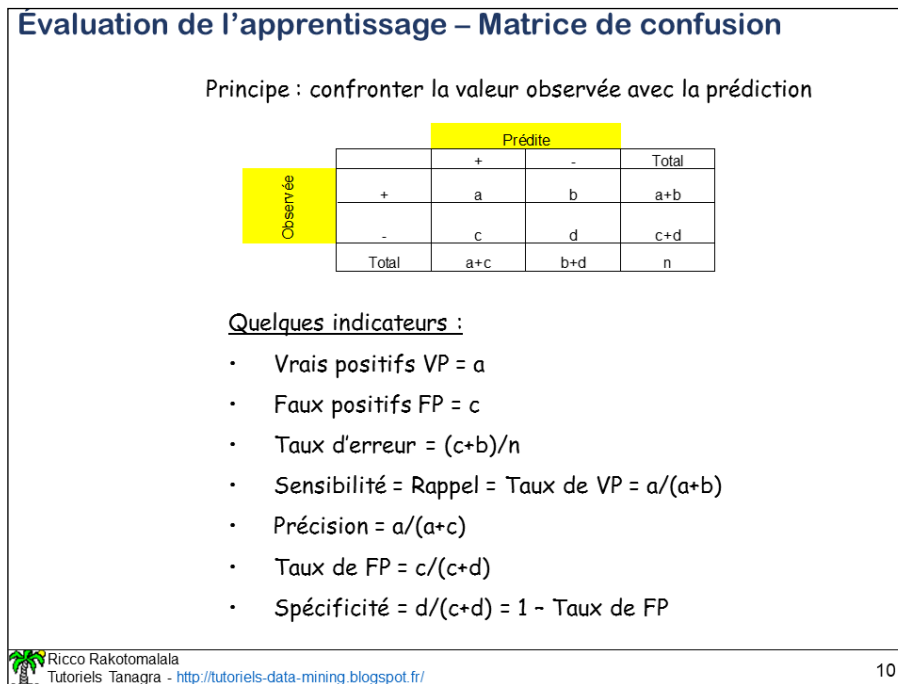 Évaluation de l'apprentissage – Matrice de confusion
Principe : confronter la valeur observée avec la prédiction
Prédite
+ - Total
Observée
+ a b a+b
- c d c+d
Total a+c b+d n
Quelques indicateurs :
• Vrais positifs VP = a
• Faux positifs FP = c
• Taux d'erreur = (c+b)/n
• Sensibilité = Rappel = Taux de VP = a/(a+b)
• Précision = a/(a+c)
• Taux de FP = c/(c+d)
• Spécificité = d/(c+d) = 1 – Taux de FP
Ricco Rakotomalala
Tutoriels Tanagra - http://tutoriels-data-mining.blogspot.fr/
10